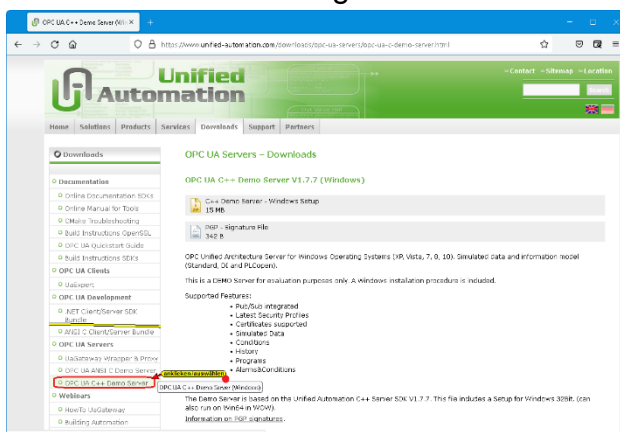 OPC UA C++ Demo Server (Win
https://www.unified-automation.com/downloads/opc-ua-servers/opc-ua-c-demo-server.html
Unified
Automation
Contact
Sitemap
Location
Search
Home Solutions Products Services Downloads Support Partners
Downloads
Documentation
Online Documentation SDKs
Online Manual for Tools
CMake Troubleshooting
Build Instructions OpenSSL
OPC UA Quickstart Guide
Build Instructions SDKs
OPC UA Clients
UaExpert
OPC UA Development
.NET Client/Server SDK
Bundle
ANSI C Client/Server Bundle
OPC UA Servers
UaGateway Wrapper & Proxy
OPC UA ANSI C Demo Server
OPC UA C++ Demo Server
Webinars
HowTo UaGateway
Building Automation
OPC UA Servers – Downloads
OPC UA C++ Demo Server V1.7.7 (Windows)
C++ Demo Server - Windows Setup
15 MB
PGP - Signature File
342 B
OPC Unified Architecture Server for Windows Operating Systems (XP, Vista, 7, 8, 10). Simulated data and information model
(Standard, DI and PLCopen).
This is a DEMO Server for evaluation purposes only. A windows installation procedure is included.
Supported Features:
• Pub/Sub integrated
• Latest Security Profiles
• Certificates supported
• Simulated Data
• Conditions
• History
• Programs
• Alarms&Conditions
anklicken/auswählen
OPC UA C++ Demo Server (Windows)
The Demo Server is based on the Unified Automation C++ Server SDK V1.7.7. This file includes a Setup for Windows 32Bit. (can
also run on Win64 in WOW).
Information on PGP signatures.